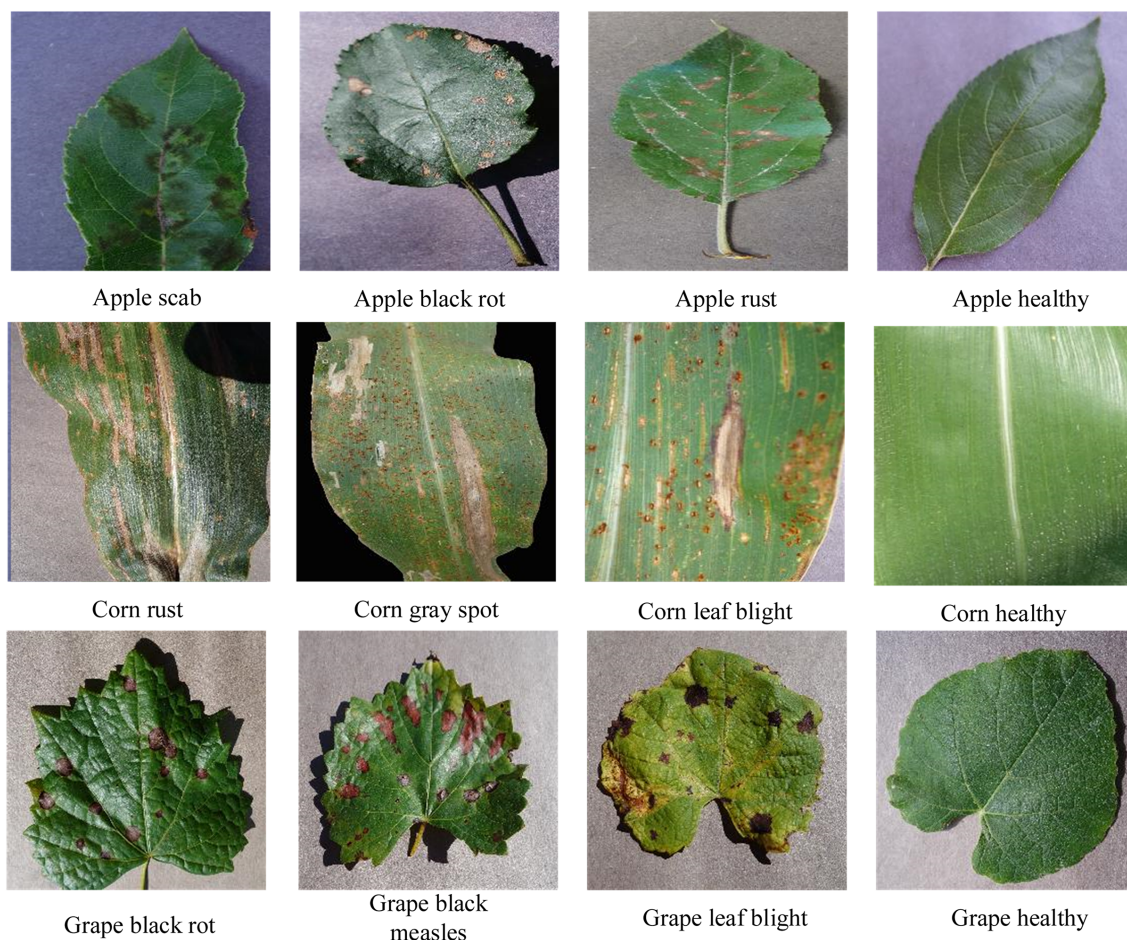 Apple scab
Apple black rot
Apple rust
Apple healthy
Corn rust
Corn gray spot
Corn leaf blight
Corn healthy
Grape black rot
Grape black
measles
Grape leaf blight
Grape healthy